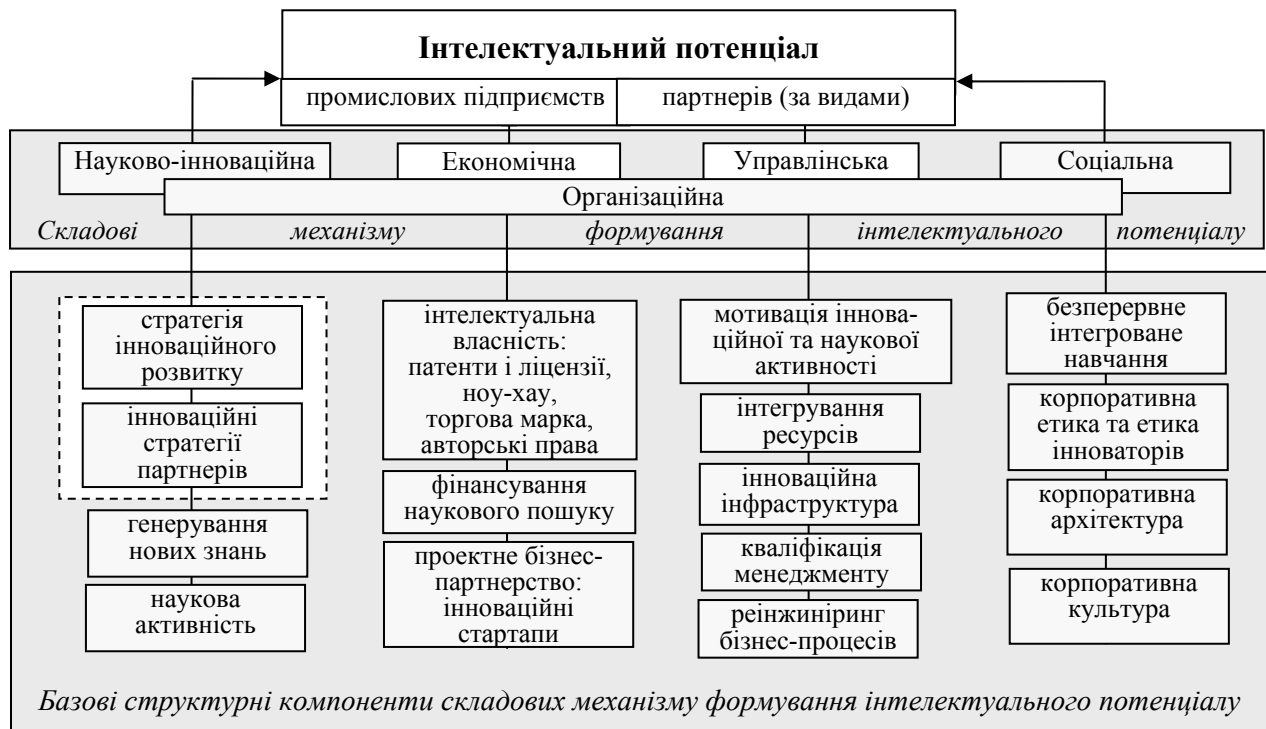 Інтелектуальний потенціал
промислових підприємств
партнерів (за видами)
Науково-інноваційна
Економічна
Управлінська
Соціальна
Організаційна
Складові механізму формування інтелектуального потенціалу
стратегія
інноваційного
розвитку
інноваційні
стратегії
партнерів
генерування
нових знань
наукова
активність
інтелектуальна
власність:
патенти і ліцензії,
ноу-хау,
торгова марка,
авторські права
фінансування
наукового пошуку
проектне бізнес-
партнерство:
інноваційні
стартапи
мотивація іннова-
ційної та наукової
активності
інтегрування
ресурсів
інноваційна
інфраструктура
кваліфікація
менеджменту
реінжиніринг
бізнес-процесів
безперервне
інтегроване
навчання
корпоративна
етика та етика
інноваторів
корпоративна
архітектура
корпоративна
культура
Базові структурні компоненти складових механізму формування інтелектуального потенціалу